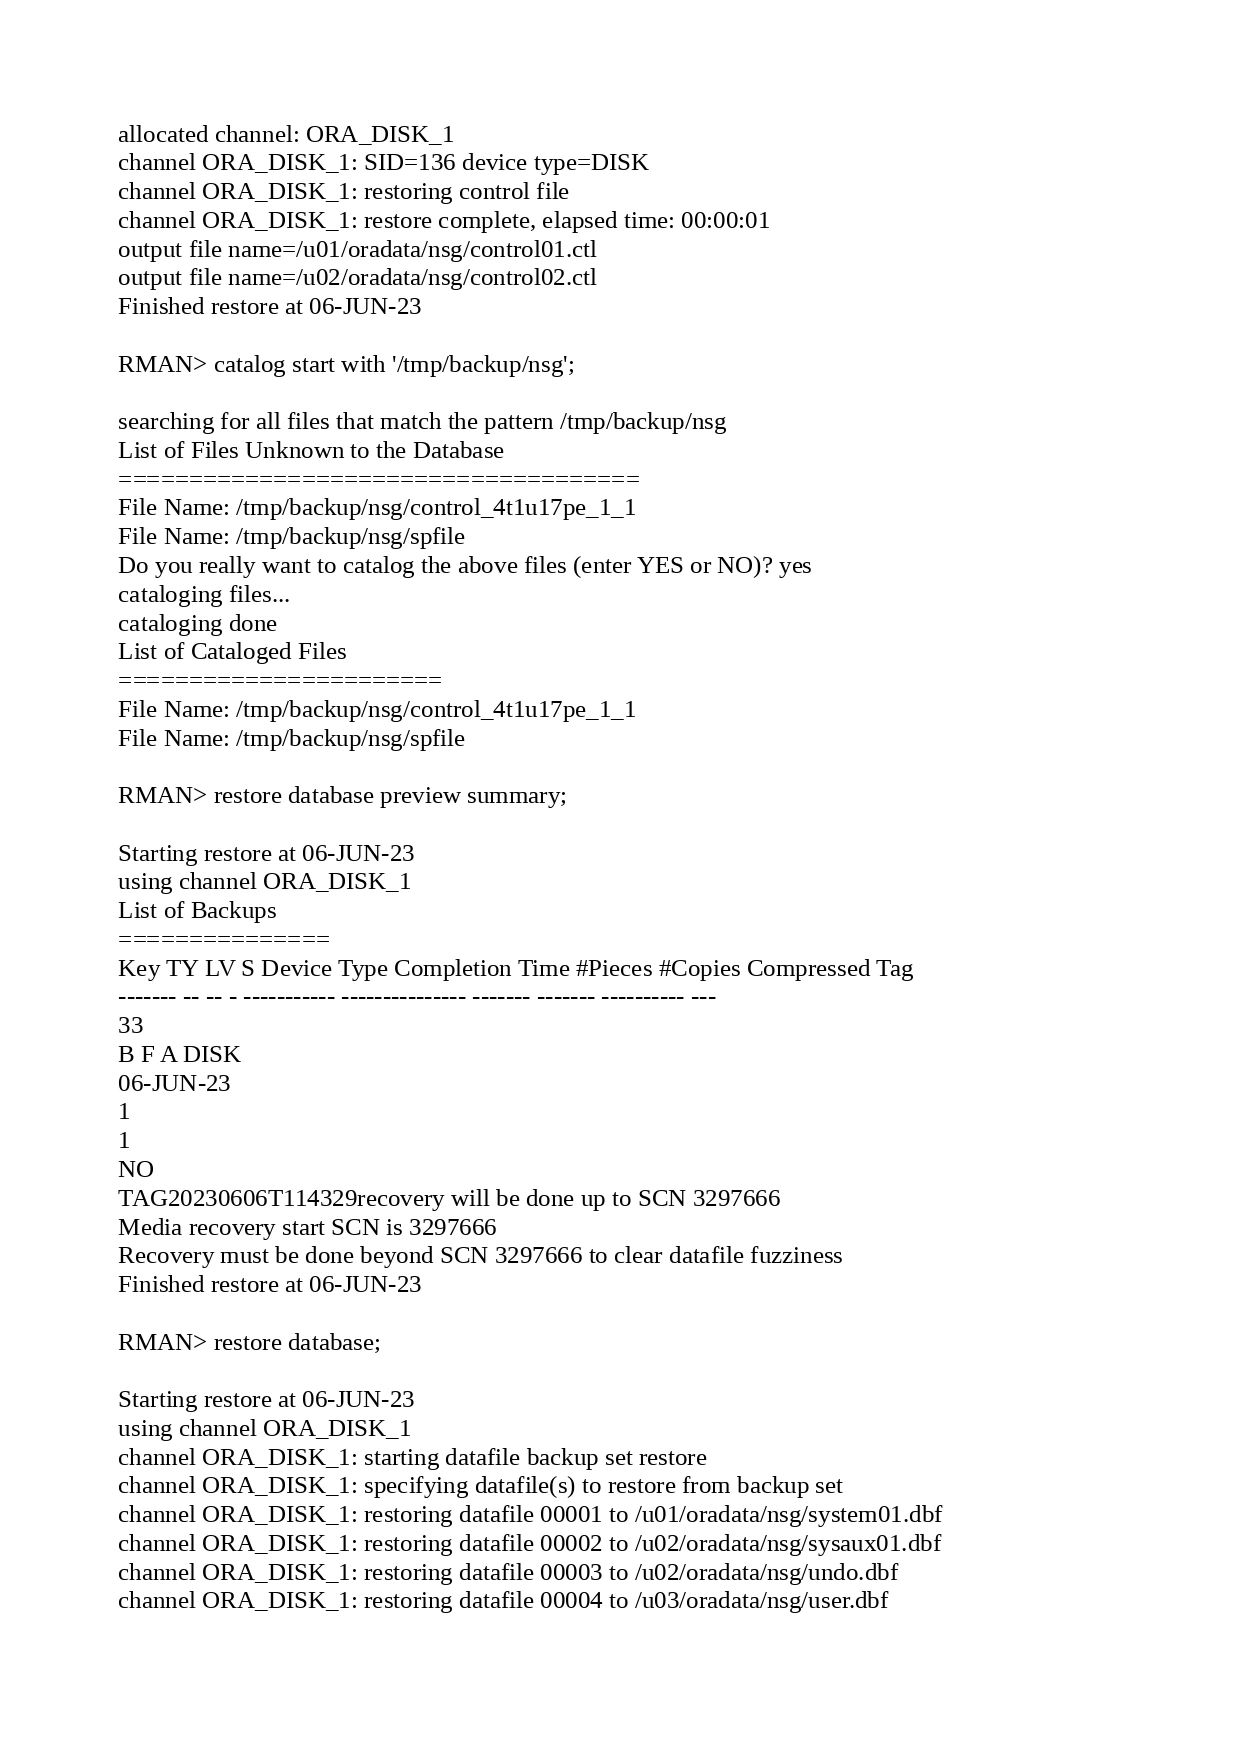 allocated channel: ORA_DISK_1
channel ORA_DISK_1: SID=136 device type=DISK
channel ORA_DISK_1: restoring control file
channel ORA_DISK_1: restore complete, elapsed time: 00:00:01
output file name=/u01/oradata/nsg/control01.ctl
output file name=/u02/oradata/nsg/control02.ctl
Finished restore at 06-JUN-23
RMAN> catalog start with '/tmp/backup/nsg';
searching for all files that match the pattern /tmp/backup/nsg
List of Files Unknown to the Database
=====================================
File Name: /tmp/backup/nsg/control_4t1u17pe_1_1
File Name: /tmp/backup/nsg/spfile
Do you really want to catalog the above files (enter YES or NO)? yes
cataloging files...
cataloging done
List of Cataloged Files
=======================
File Name: /tmp/backup/nsg/control_4t1u17pe_1_1
File Name: /tmp/backup/nsg/spfile
RMAN> restore database preview summary;
Starting restore at 06-JUN-23
using channel ORA_DISK_1
List of Backups
===============
Key TY LV S Device Type Completion Time #Pieces #Copies Compressed Tag
------- -- -- - ----------- --------------- ------- ------- ---------- ---
33
B F A DISK
06-JUN-23
1
1
NO
TAG20230606T114329recovery will be done up to SCN 3297666
Media recovery start SCN is 3297666
Recovery must be done beyond SCN 3297666 to clear datafile fuzziness
Finished restore at 06-JUN-23
RMAN> restore database;
Starting restore at 06-JUN-23
using channel ORA_DISK_1
channel ORA_DISK_1: starting datafile backup set restore
channel ORA_DISK_1: specifying datafile(s) to restore from backup set
channel ORA_DISK_1: restoring datafile 00001 to /u01/oradata/nsg/system01.dbf
channel ORA_DISK_1: restoring datafile 00002 to /u02/oradata/nsg/sysaux01.dbf
channel ORA_DISK_1: restoring datafile 00003 to /u02/oradata/nsg/undo.dbf
channel ORA_DISK_1: restoring datafile 00004 to /u03/oradata/nsg/user.dbf